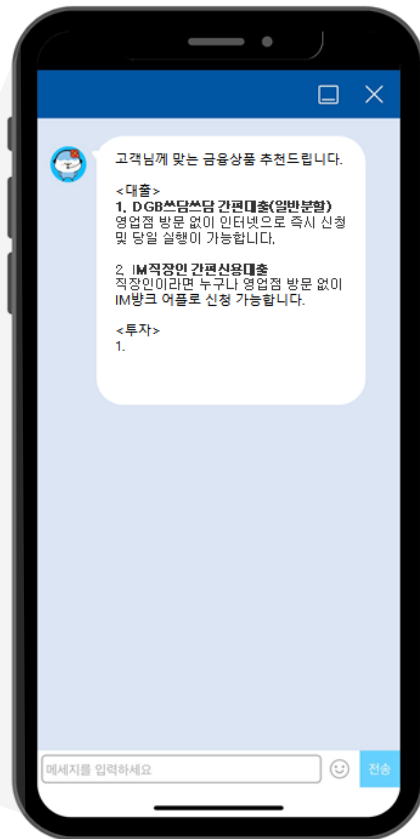 고객님께 맞는 금융상품 추천드립니다.
<대출>
1. DGB쓰담쓰담 간편대출(일반분할)
영업점 방문 없이 인터넷으로 즉시 신청
및 당일 실행이 가능합니다.
2. IM직장인 간편신용대출
직장인이라면 누구나 영업점 방문 없이
IM뱅크 어플로 신청 가능합니다.
<투자>
1.
메세지를 입력하세요
전송